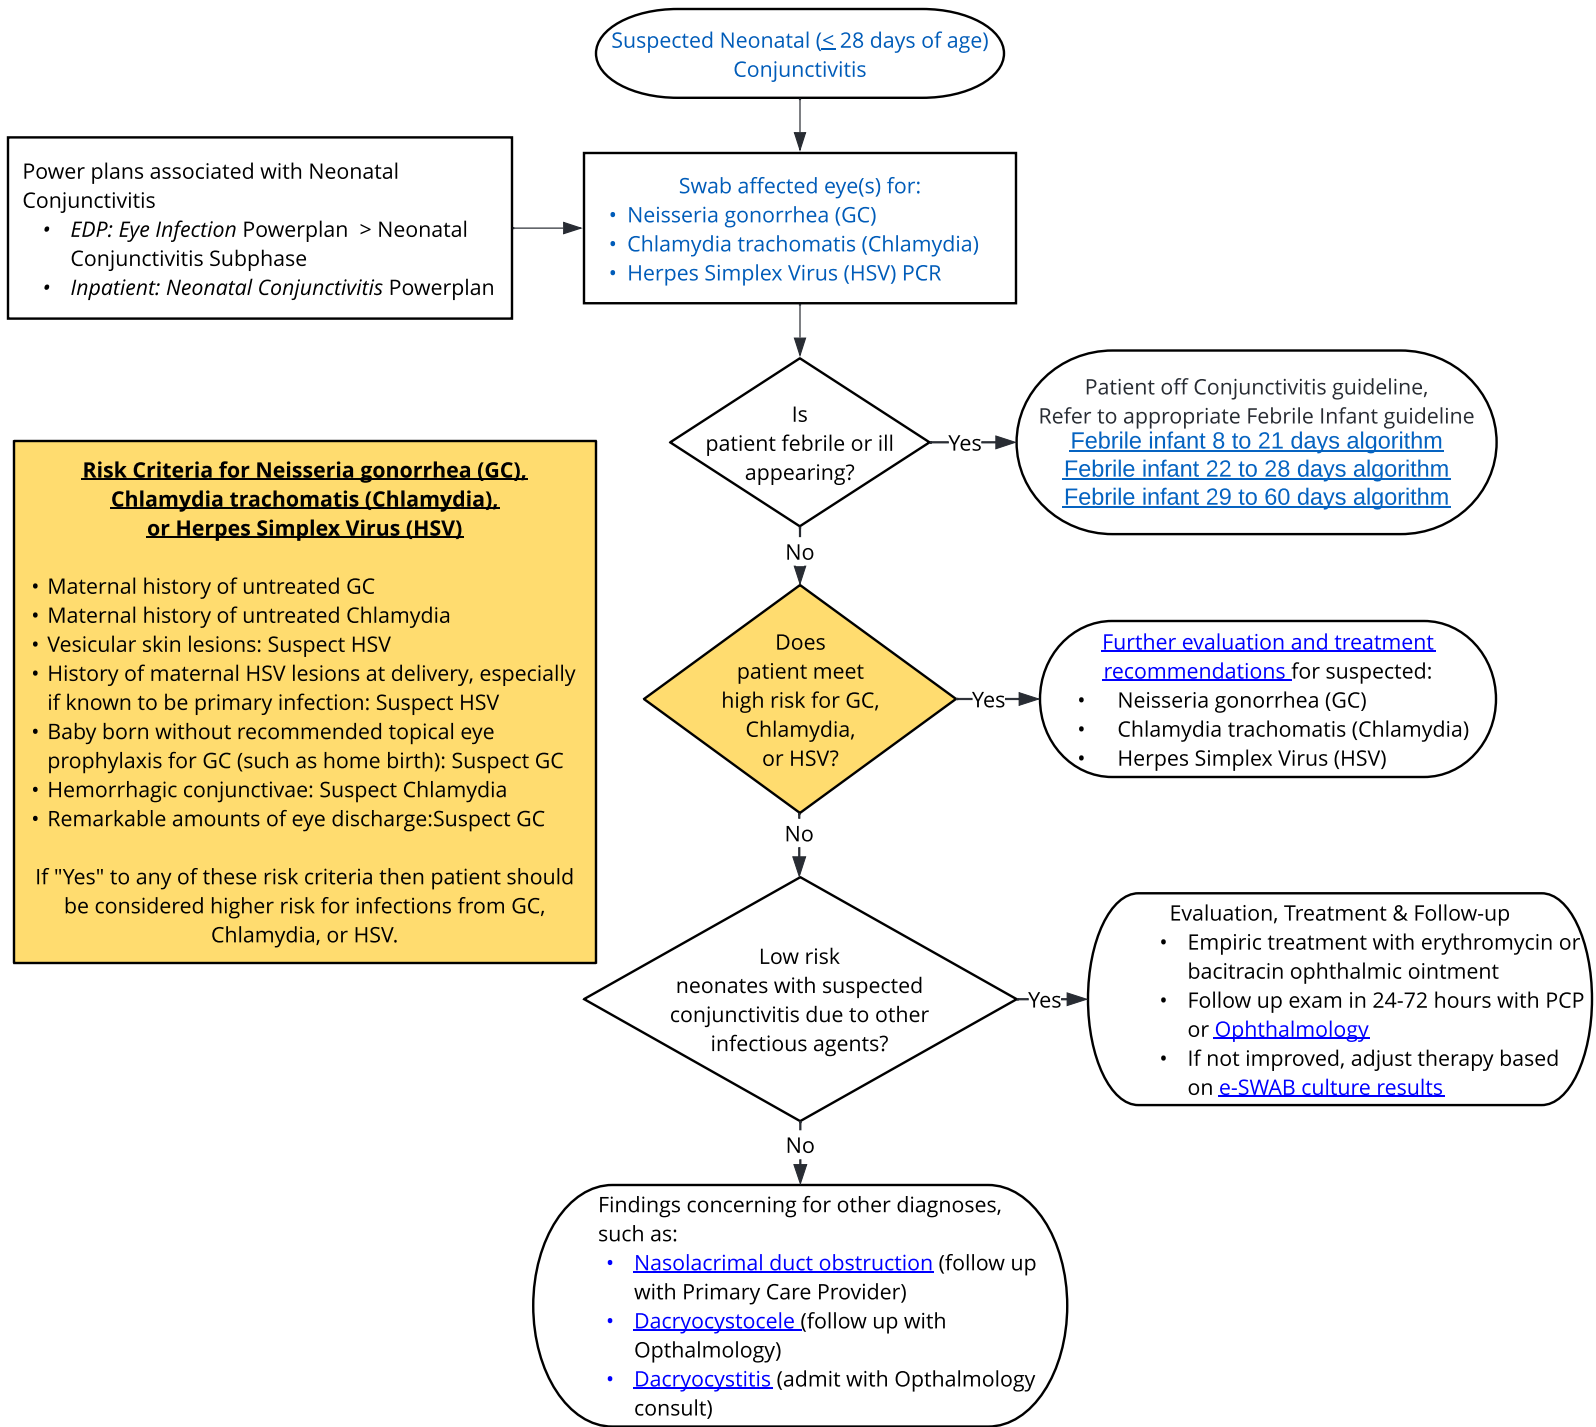 Suspected Neonatal (< 28 days of age)
Conjunctivitis
Power plans associated with Neonatal
Conjunctivitis
• EDP: Eye Infection Powerplan > Neonatal
Conjunctivitis Subphase
• Inpatient: Neonatal Conjunctivitis Powerplan
Swab affected eye(s) for:
• Neisseria gonorrhea (GC)
• Chlamydia trachomatis (Chlamydia)
• Herpes Simplex Virus (HSV) PCR
Is
patient febrile or ill
appearing?
Yes
Patient off Conjunctivitis guideline,
Refer to appropriate Febrile Infant guideline
Febrile infant 8 to 21 days algorithm
Febrile infant 22 to 28 days algorithm
Febrile infant 29 to 60 days algorithm
No
Risk Criteria for Neisseria gonorrhea (GC),
Chlamydia trachomatis (Chlamydia),
or Herpes Simplex Virus (HSV)
• Maternal history of untreated GC
• Maternal history of untreated Chlamydia
• Vesicular skin lesions: Suspect HSV
• History of maternal HSV lesions at delivery, especially
if known to be primary infection: Suspect HSV
• Baby born without recommended topical eye
prophylaxis for GC (such as home birth): Suspect GC
• Hemorrhagic conjunctivae: Suspect Chlamydia
• Remarkable amounts of eye discharge:Suspect GC
If "Yes" to any of these risk criteria then patient should
be considered higher risk for infections from GC,
Chlamydia, or HSV.
Does
patient meet
high risk for GC,
Chlamydia,
or HSV?
Yes
Further evaluation and treatment
recommendations for suspected:
• Neisseria gonorrhea (GC)
• Chlamydia trachomatis (Chlamydia)
• Herpes Simplex Virus (HSV)
No
Low risk
neonates with suspected
conjunctivitis due to other
infectious agents?
Yes
Evaluation, Treatment & Follow-up
• Empiric treatment with erythromycin or
bacitracin ophthalmic ointment
• Follow up exam in 24-72 hours with PCP
or Ophthalmology
• If not improved, adjust therapy based
on e-SWAB culture results
No
Findings concerning for other diagnoses,
such as:
• Nasolacrimal duct obstruction (follow up
with Primary Care Provider)
• Dacryocystocele (follow up with
Opthalmology)
• Dacryocystitis (admit with Opthalmology
consult)